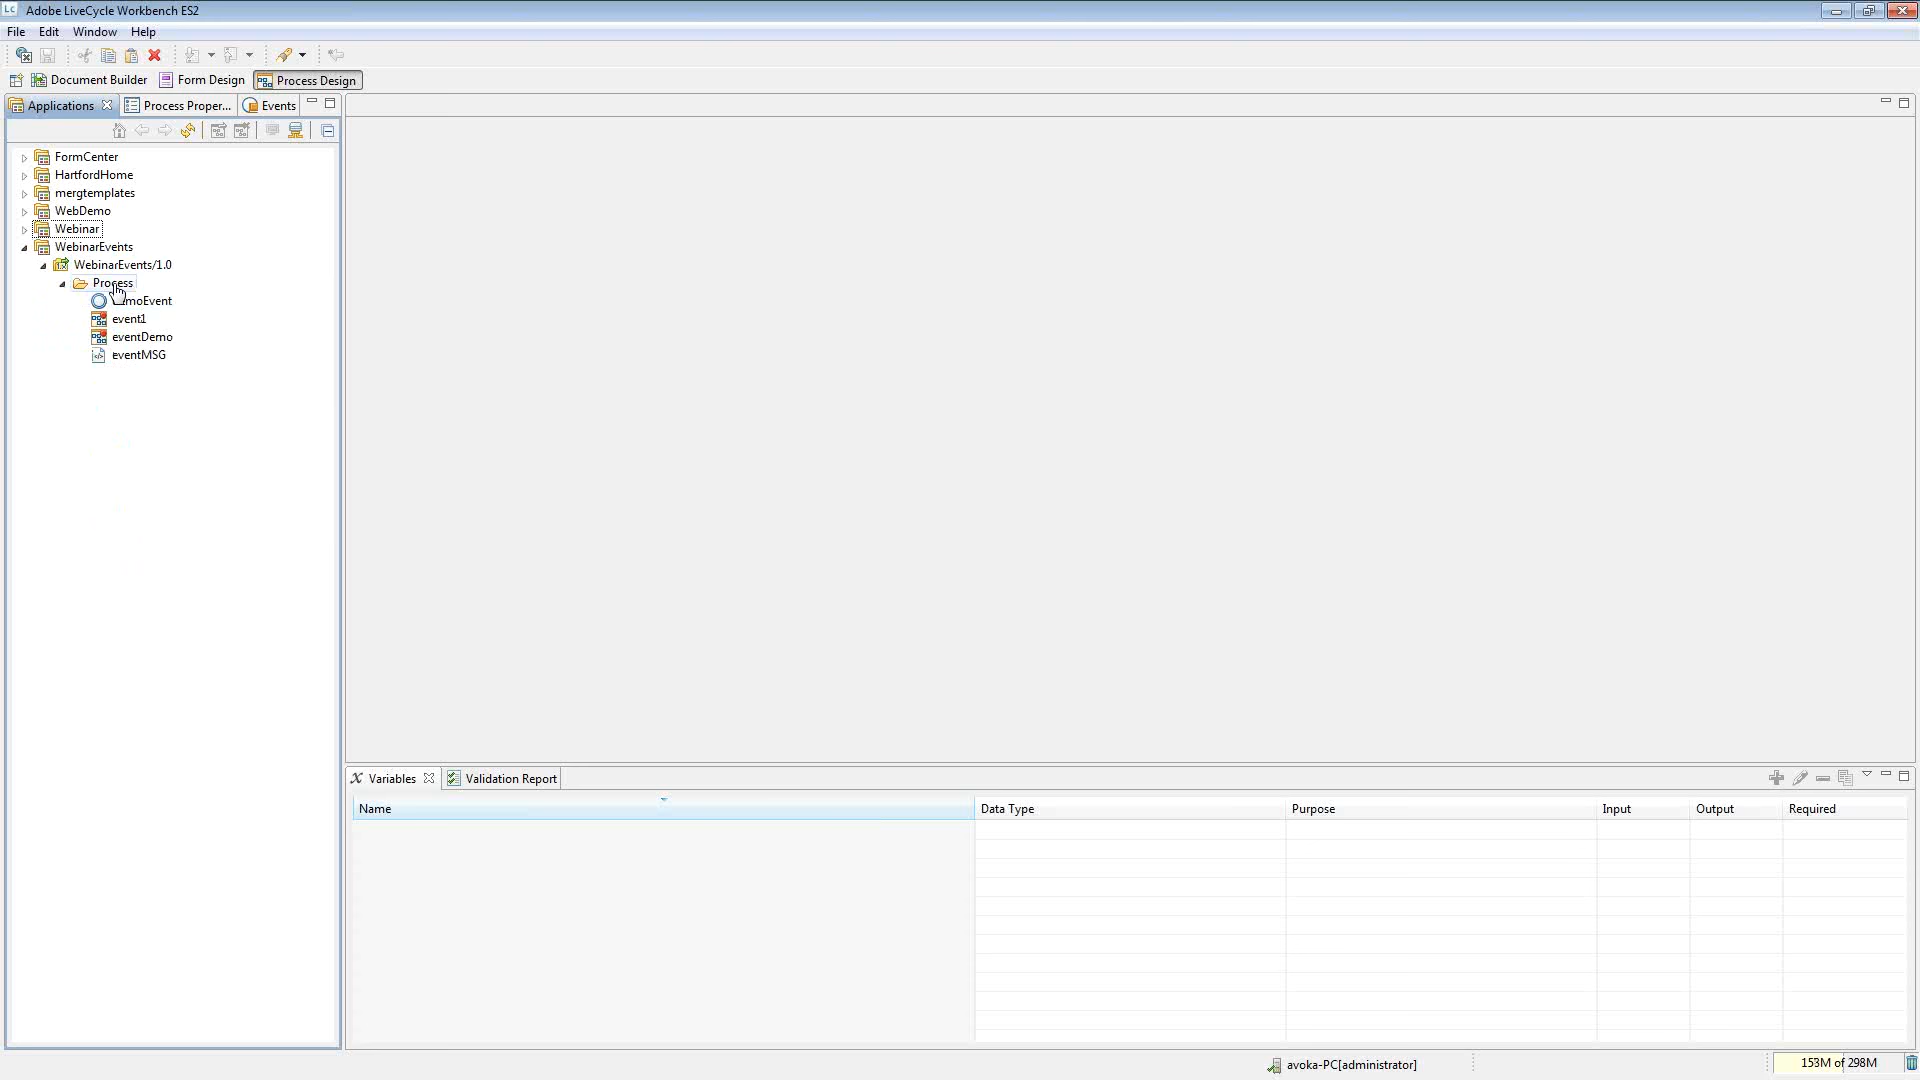 Lc Adobe LiveCycle Workbench ES2
File Edit Window Help
Document Builder Form Design Process Design
Applications Process Proper... Events
FormCenter
HartfordHome
mergtemplates
WebDemo
Webinar
WebinarEvents
WebinarEvents/1.0
Process
moEvent
event1
eventDemo
eventMSG
Variables Validation Report
Name Data Type Purpose Input Output Required
avoka-PC[administrator] 153M of 298M